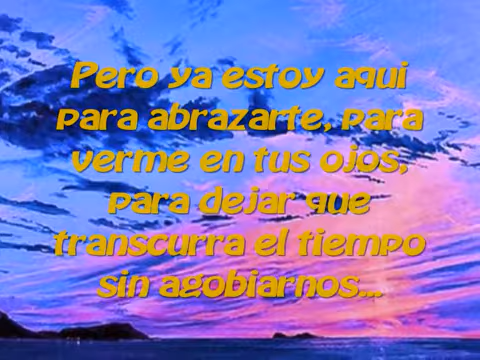 Pero ya estoy aqui
para abrazarte, para
verme en tus ojos,
para dejar que
transcurra el tiempo
sin agobiarnos...